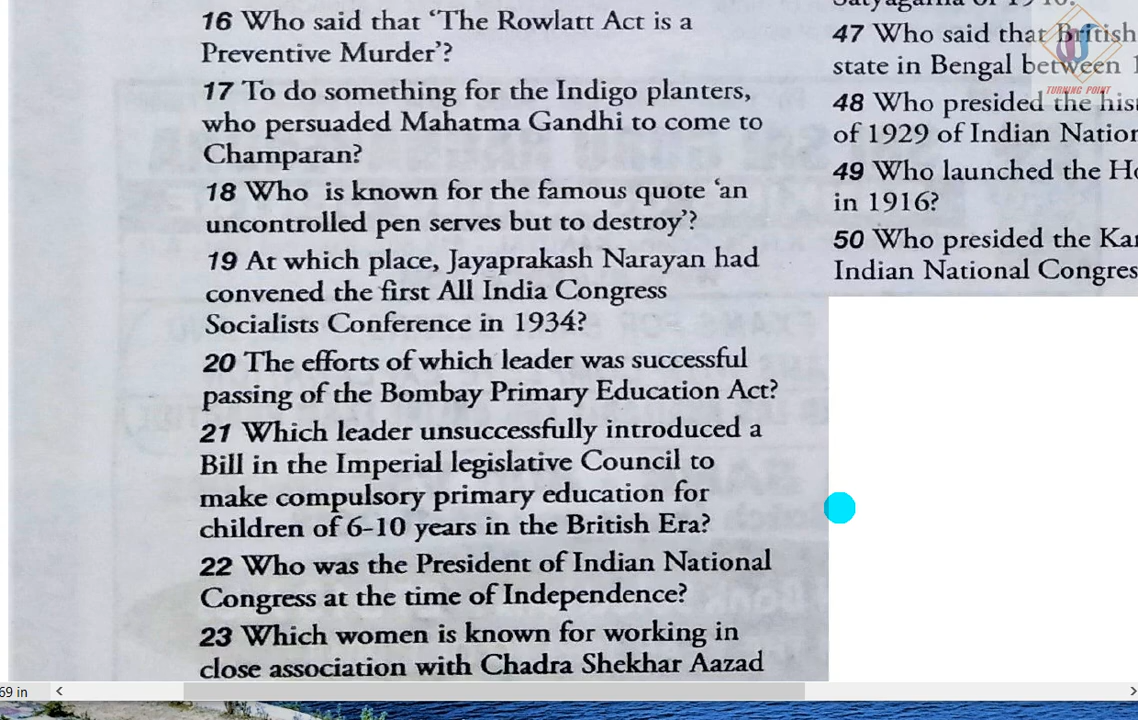 16 Who said that ‘The Rowlatt Act is a
Preventive Murder’?
17 To do something for the Indigo planters,
who persuaded Mahatma Gandhi to come to
Champaran?
18 Who is known for the famous quote ‘an
uncontrolled pen serves but to destroy’?
19 At which place, Jayaprakash Narayan had
convened the first All India Congress
Socialists Conference in 1934?
20 The efforts of which leader was successful
passing of the Bombay Primary Education Act?
21 Which leader unsuccessfully introduced a
Bill in the Imperial legislative Council to
make compulsory primary education for
children of 6-10 years in the British Era?
22 Who was the President of Indian National
Congress at the time of Independence?
23 Which women is known for working in
close association with Chadra Shekhar Aazad
47 Who said that British
state in Bengal between
48 Who presided the
of 1929 of Indian
49 Who launched the
in 1916?
50 Who presided the
Indian National
TURNING POINT
69 in